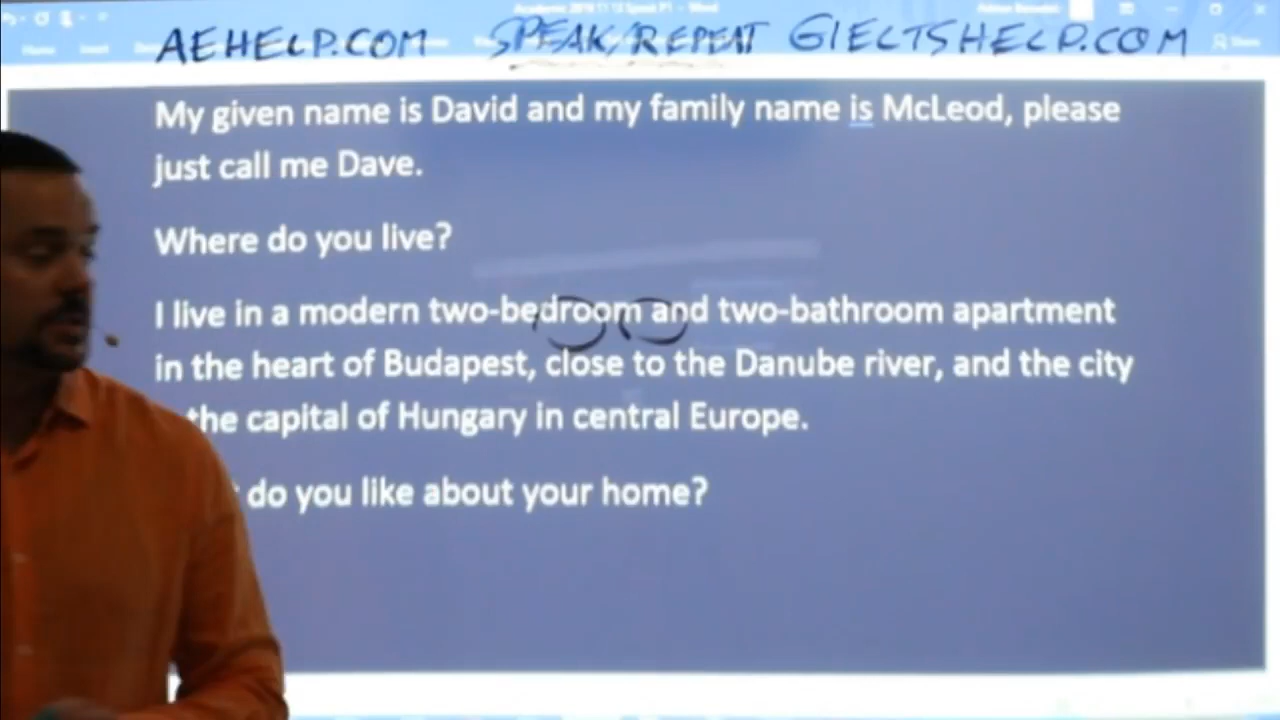 AEHELP.COM SPEAK/REPEAT GIELTSHELP.COM
My given name is David and my family name is McLeod, please
just call me Dave.
Where do you live?
I live in a modern two-bedroom and two-bathroom apartment
in the heart of Budapest, close to the Danube river, and the city
the capital of Hungary in central Europe.
do you like about your home?